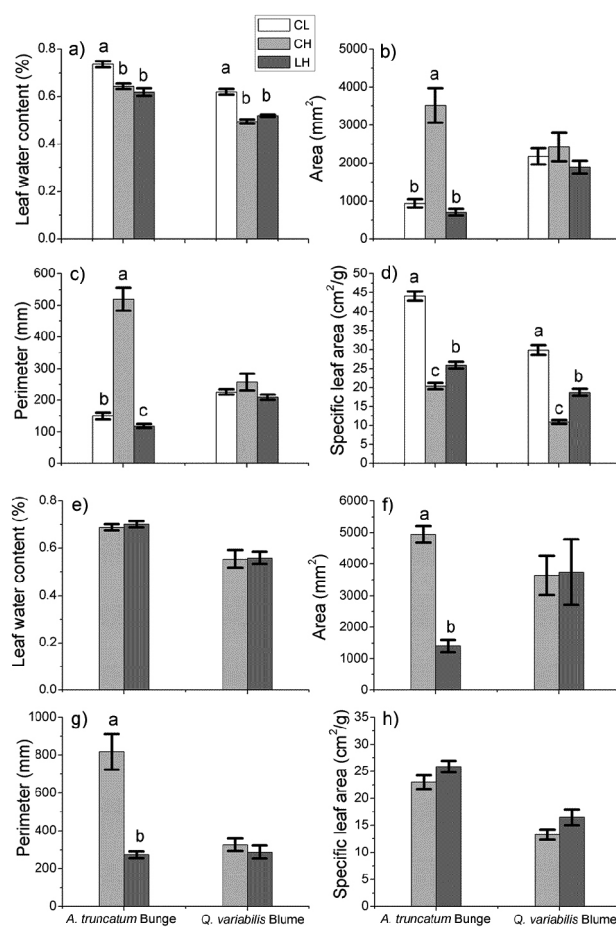 CL
CH
LH
a)
Leaf water content (%)
0.8
0.6
0.4
0.2
0.0
a
b
b
a
b
b
b)
Area (mm²)
5000
4000
3000
2000
1000
0
b
a
b
c)
Perimeter (mm)
600
500
400
300
200
100
0
b
a
c
d)
Specific leaf area (cm²/g)
45
40
35
30
25
20
15
10
5
0
a
c
b
a
c
b
e)
Leaf water content (%)
0.8
0.6
0.4
0.2
0.0
f)
Area (mm²)
6000
5000
4000
3000
2000
1000
0
a
b
g)
Perimeter (mm)
1000
800
600
400
200
0
a
b
A. truncatum Bunge
Q. variabilis Blume
h)
Specific leaf area (cm²/g)
35
30
25
20
15
10
5
0
A. truncatum Bunge
Q. variabilis Blume